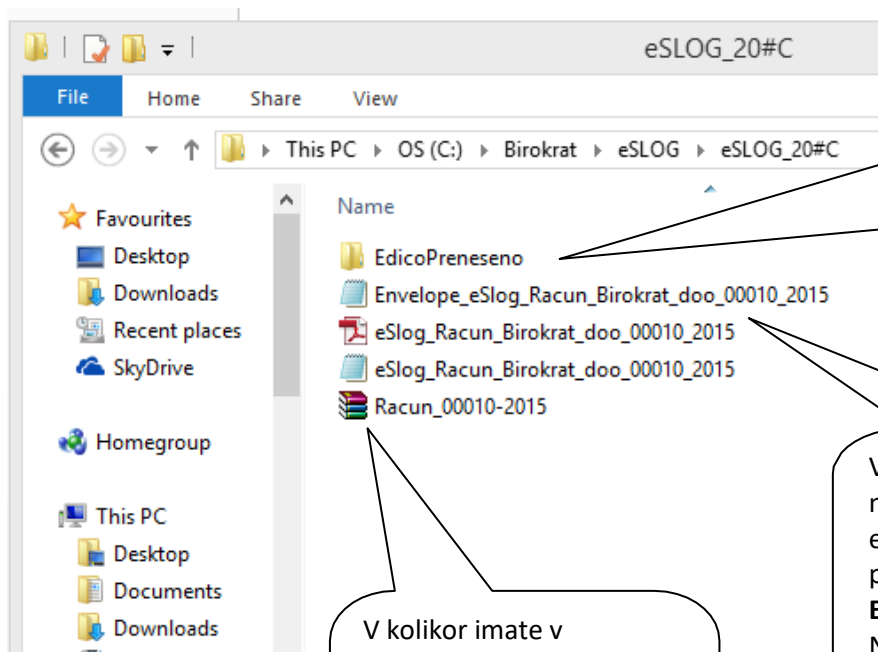 eSLOG_20#C
File Home Share View
This PC OS (C:) Birokrat eSLOG eSLOG_20#C
Name
Favourites
Desktop
Downloads
Recent places
SkyDrive
Homegroup
This PC
Desktop
Documents
Downloads
EdicoPreneseno
Envelope_eSlog_Racun_Birokrat_doo_00010_2015
eSlog_Racun_Birokrat_doo_00010_2015
eSlog_Racun_Birokrat_doo_00010_2015
Racun_00010-2015
V kolikor imate v